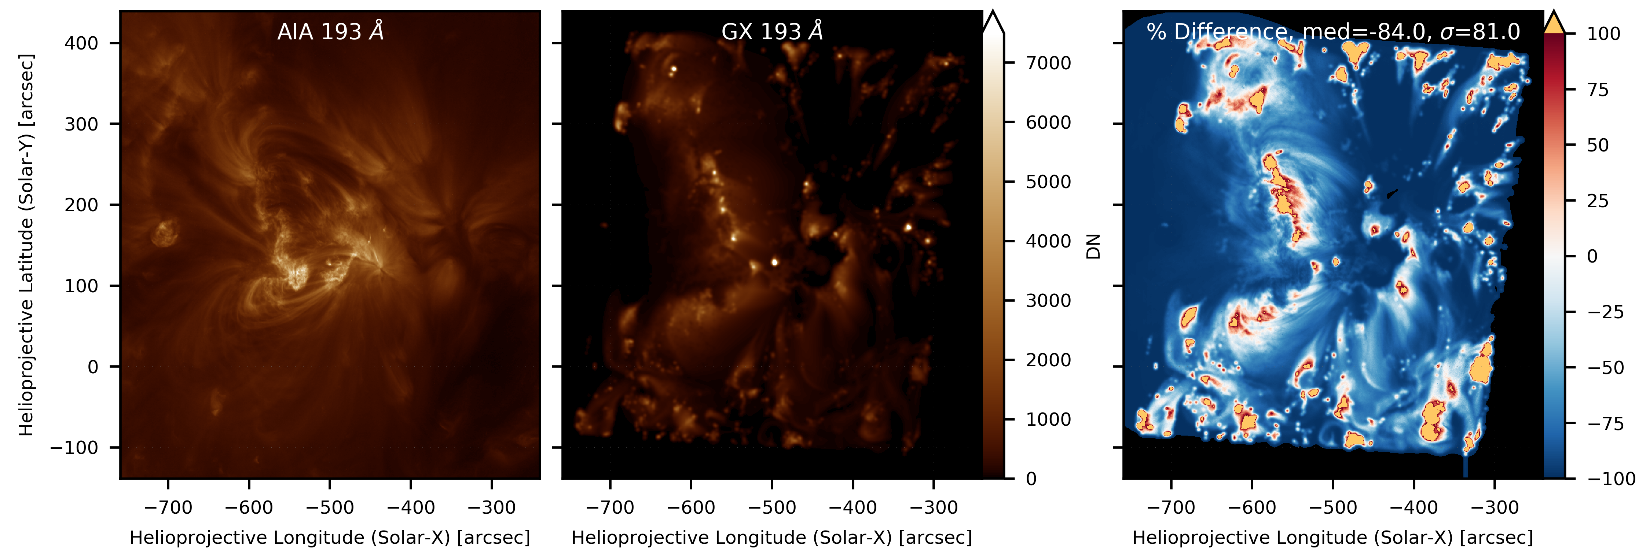 AIA 193 Å
GX 193 Å
% Difference, med=-84.0, σ=81.0
Helioprojective Latitude (Solar-Y) [arcsec]
400
300
200
100
0
−100
−700 −600 −500 −400 −300
Helioprojective Longitude (Solar-X) [arcsec]
−700 −600 −500 −400 −300
Helioprojective Longitude (Solar-X) [arcsec]
7000
6000
5000
4000
3000
2000
1000
0
DN
−700 −600 −500 −400 −300
Helioprojective Longitude (Solar-X) [arcsec]
100
75
50
25
0
−25
−50
−75
−100